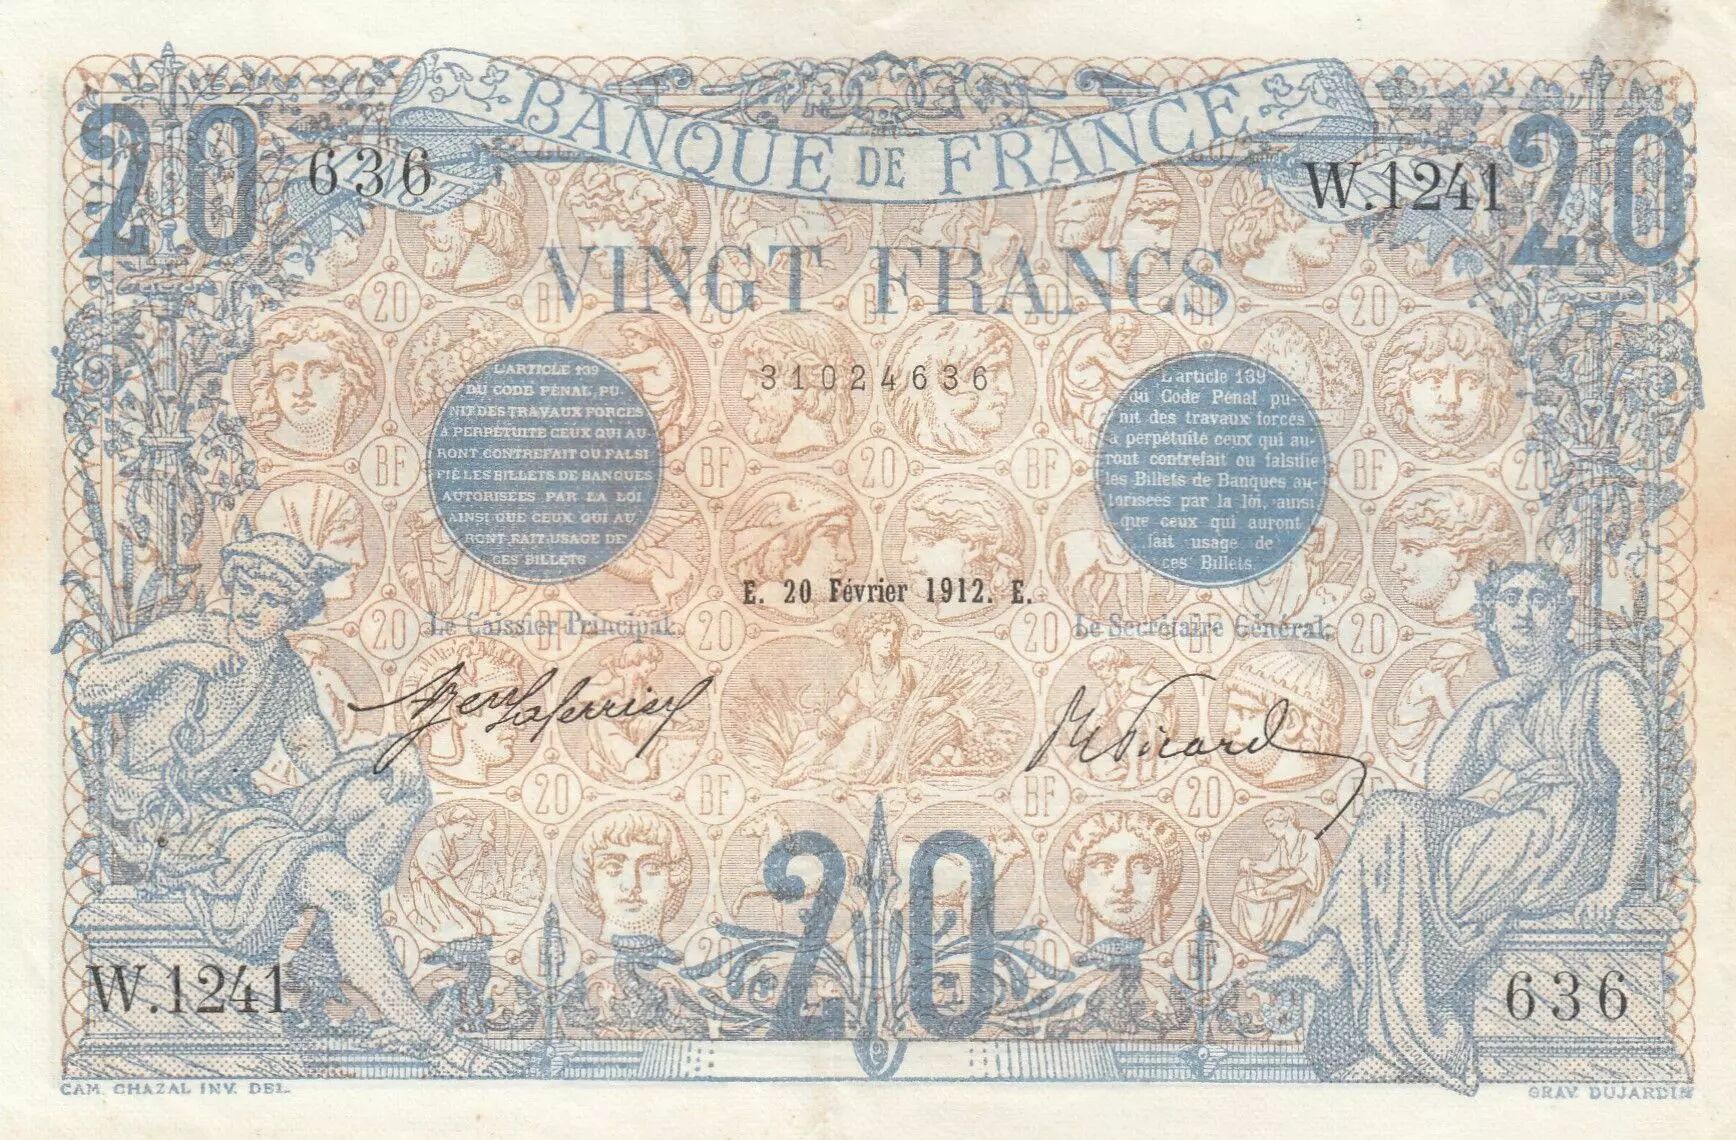 BANQUE DE FRANCE
20
20
636
W.1241
VINGT FRANCS
L'ARTICLE 139
DU CODE PÉNAL, PU
NIT DES TRAVAUX FORCÉS
A PERPÉTUITÉ CEUX QUI AU
RONT CONTREFAIT OU FALSI
FIÉ LES BILLETS DE BANQUES
AUTORISÉES PAR LA LOI
AINSI QUE CEUX QUI AU
RONT FAIT USAGE DE
CES BILLETS
31024636
L'article 139
du Code Pénal pu-
nit des travaux forcés
à perpétuité ceux qui au-
ront contrefait ou falsifié
les Billets de Banques au-
torisées par la loi, ainsi
que ceux qui auront
fait usage de
ces Billets
E. 20 Février 1912. E.
Le Caissier Principal,
Le Secrétaire Général,
Picard
20
W.1241
636
CAM. CHAZAL INV. DEL.
GRAV. DUJARDIN